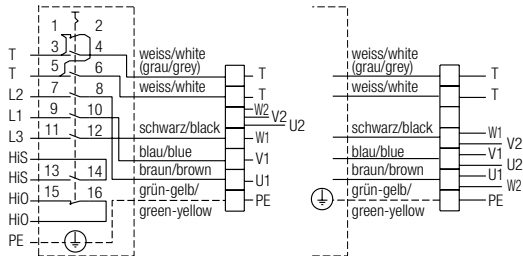 1 2
T 3 4 weiss/white
(grau/grey) T
T 5 6 weiss/white T
L2 7 8 W2 V2 U2
L1 9 10 schwarz/black W1
L3 11 12 blau/blue V1
HiS braun/brown U1
HiS 13 14 grün-gelb/
green-yellow PE
HiO 15 16
HiO
PE
weiss/white
(grau/grey) T
weiss/white T
schwarz/black W1
V2
blau/blue V1
U2
braun/brown U1
W2
grün-gelb/
green-yellow PE